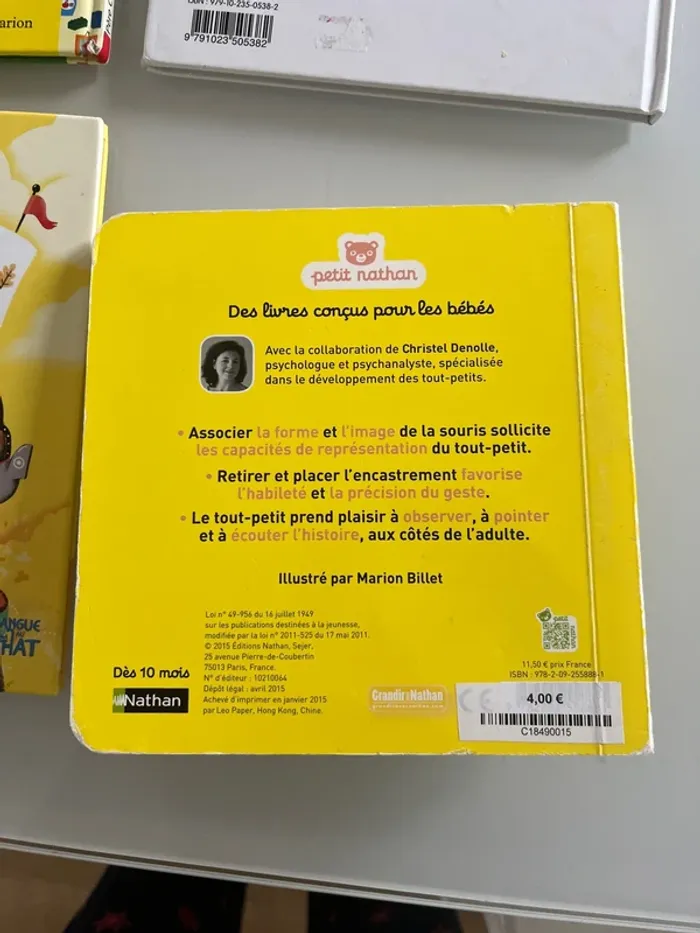 arion
ISBN : 979-10-235-0538-2
9 791023 505382
petit nathan
Des livres conçus pour les bébés
Avec la collaboration de Christel Denolle,
psychologue et psychanalyste, spécialisée
dans le développement des tout-petits.
• Associer la forme et l'image de la souris sollicite
les capacités de représentation du tout-petit.
• Retirer et placer l'encastrement favorise
l'habileté et la précision du geste.
• Le tout-petit prend plaisir à observer, à pointer
et à écouter l'histoire, aux côtés de l'adulte.
Illustré par Marion Billet
Loi n° 49-956 du 16 juillet 1949
sur les publications destinées à la jeunesse,
modifiée par la loi n° 2011-525 du 17 mai 2011.
© 2015 Éditions Nathan, Sejer,
25 avenue Pierre-de-Coubertin
75013 Paris, France.
N° d'éditeur : 10210064
Dépôt légal : avril 2015
Achevé d'imprimer en janvier 2015
par Leo Paper, Hong Kong, Chine.
Dès 10 mois
Nathan
Grandir Nathan
petit nathan
11,50 € prix France
ISBN : 978-2-09-255888-1
CE
4,00 €
C18490015
ANGUE
AU
HAT